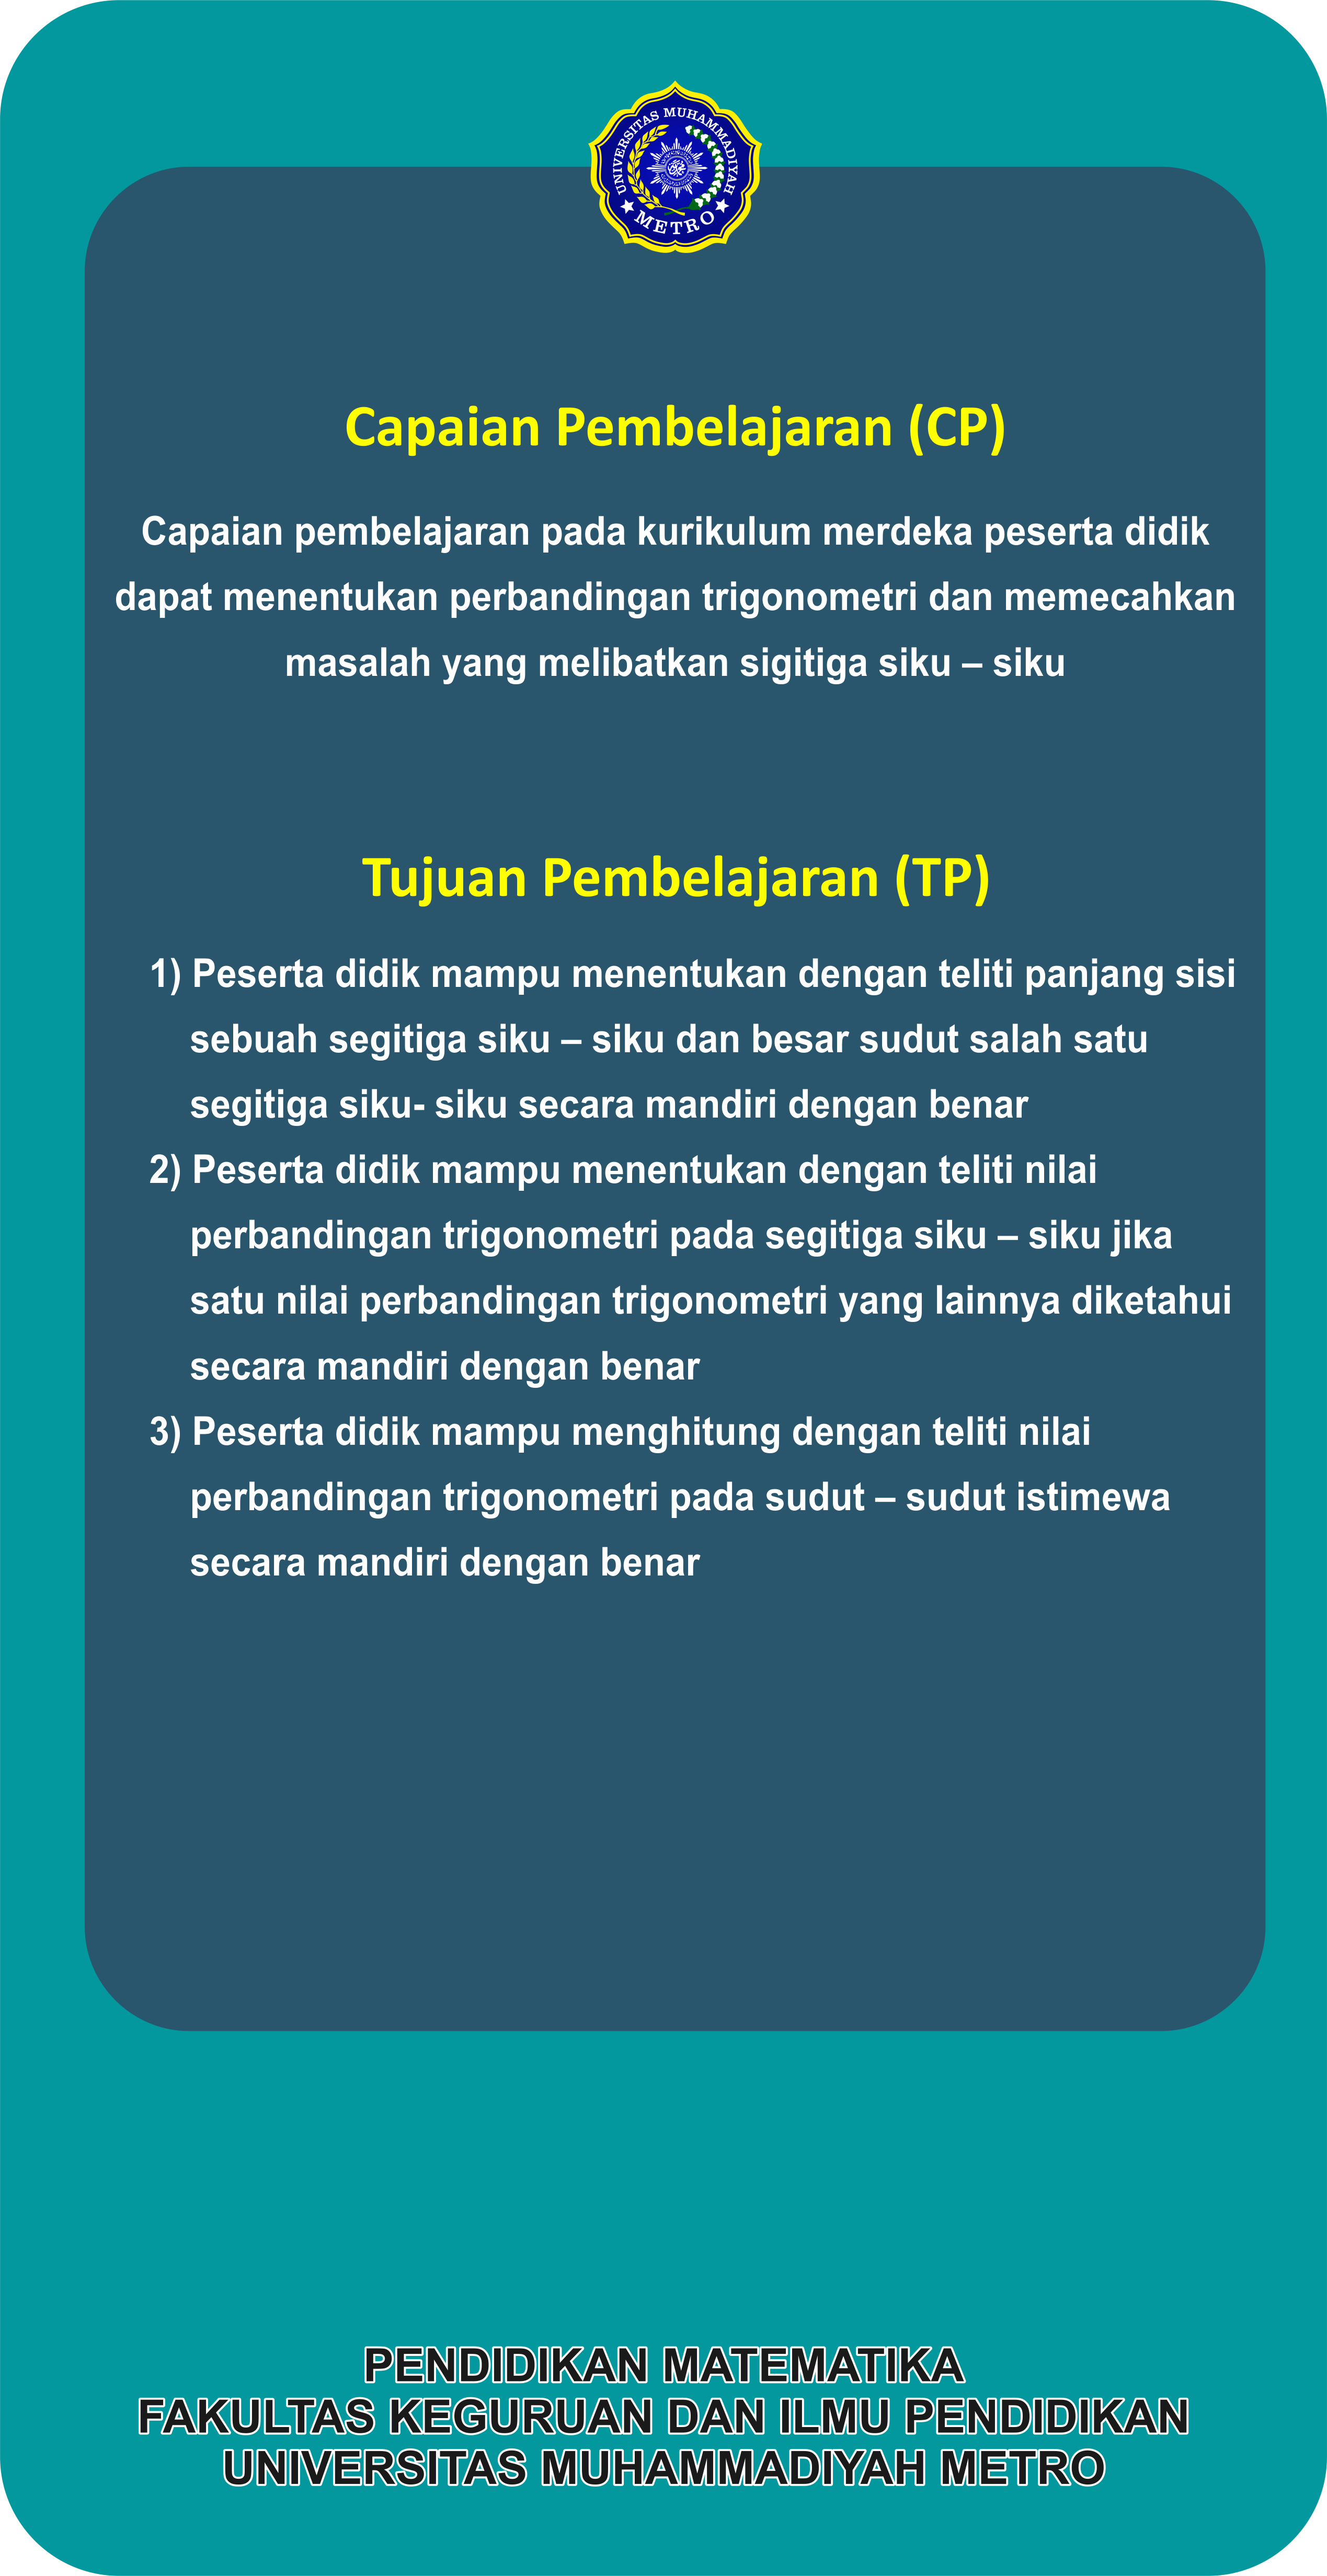 UNIVERSITAS MUHAMMADIYAH
METRO
Capaian Pembelajaran (CP)
Capaian pembelajaran pada kurikulum merdeka peserta didik
dapat menentukan perbandingan trigonometri dan memecahkan
masalah yang melibatkan sigitiga siku – siku
Tujuan Pembelajaran (TP)
1) Peserta didik mampu menentukan dengan teliti panjang sisi
sebuah segitiga siku – siku dan besar sudut salah satu
segitiga siku- siku secara mandiri dengan benar
2) Peserta didik mampu menentukan dengan teliti nilai
perbandingan trigonometri pada segitiga siku – siku jika
satu nilai perbandingan trigonometri yang lainnya diketahui
secara mandiri dengan benar
3) Peserta didik mampu menghitung dengan teliti nilai
perbandingan trigonometri pada sudut – sudut istimewa
secara mandiri dengan benar
PENDIDIKAN MATEMATIKA
FAKULTAS KEGURUAN DAN ILMU PENDIDIKAN
UNIVERSITAS MUHAMMADIYAH METRO